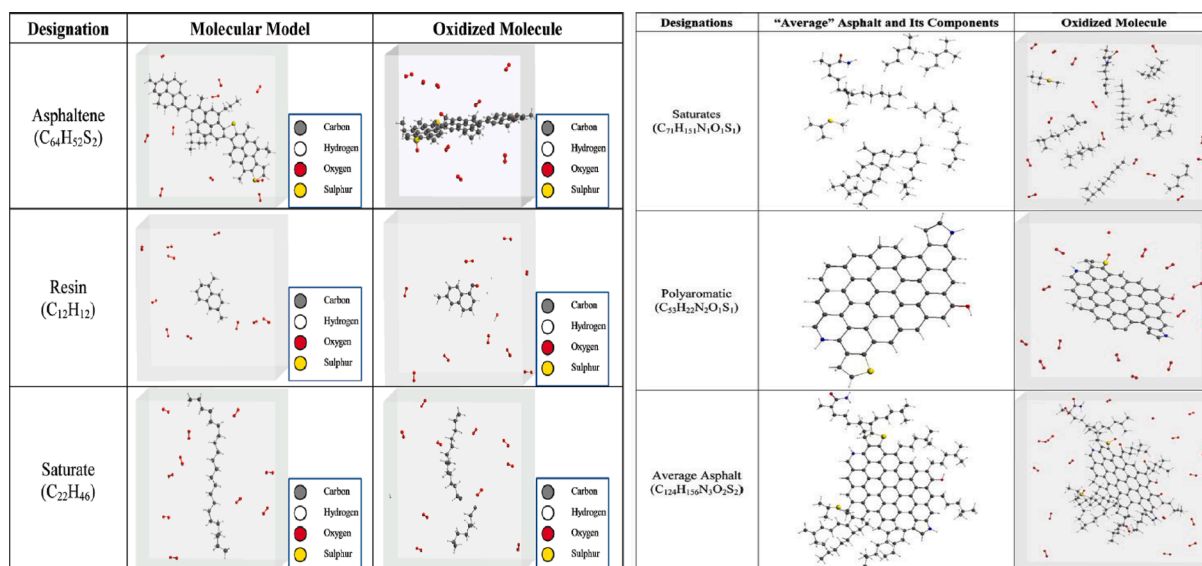 Designation Molecular Model Oxidized Molecule
Asphaltene
(C64H52S2)
Carbon
Hydrogen
Oxygen
Sulphur
Carbon
Hydrogen
Oxygen
Sulphur
Resin
(C12H12)
Carbon
Hydrogen
Oxygen
Sulphur
Carbon
Hydrogen
Oxygen
Sulphur
Saturate
(C22H46)
Carbon
Hydrogen
Oxygen
Sulphur
Carbon
Hydrogen
Oxygen
Sulphur
Designations “Average” Asphalt and Its Components Oxidized Molecule
Saturates
(C71H151N1O1S1)
Polyaromatic
(C53H22N2O1S1)
Average Asphalt
(C124H156N3O2S2)